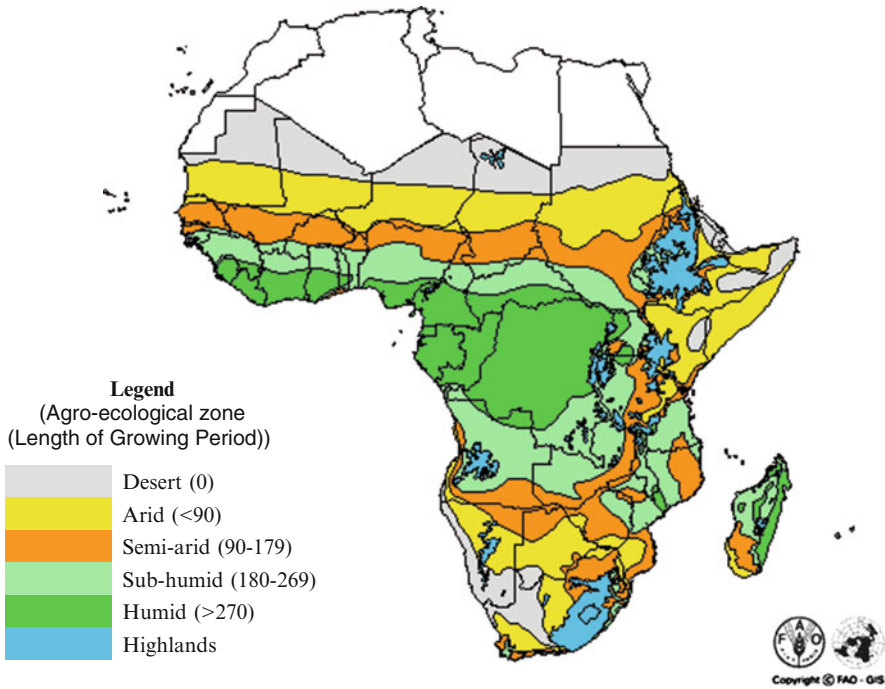 Legend
(Agro-ecological zone
(Length of Growing Period))
Desert (0)
Arid (<90)
Semi-arid (90-179)
Sub-humid (180-269)
Humid (>270)
Highlands
F A O
Copyright © FAO - GIS